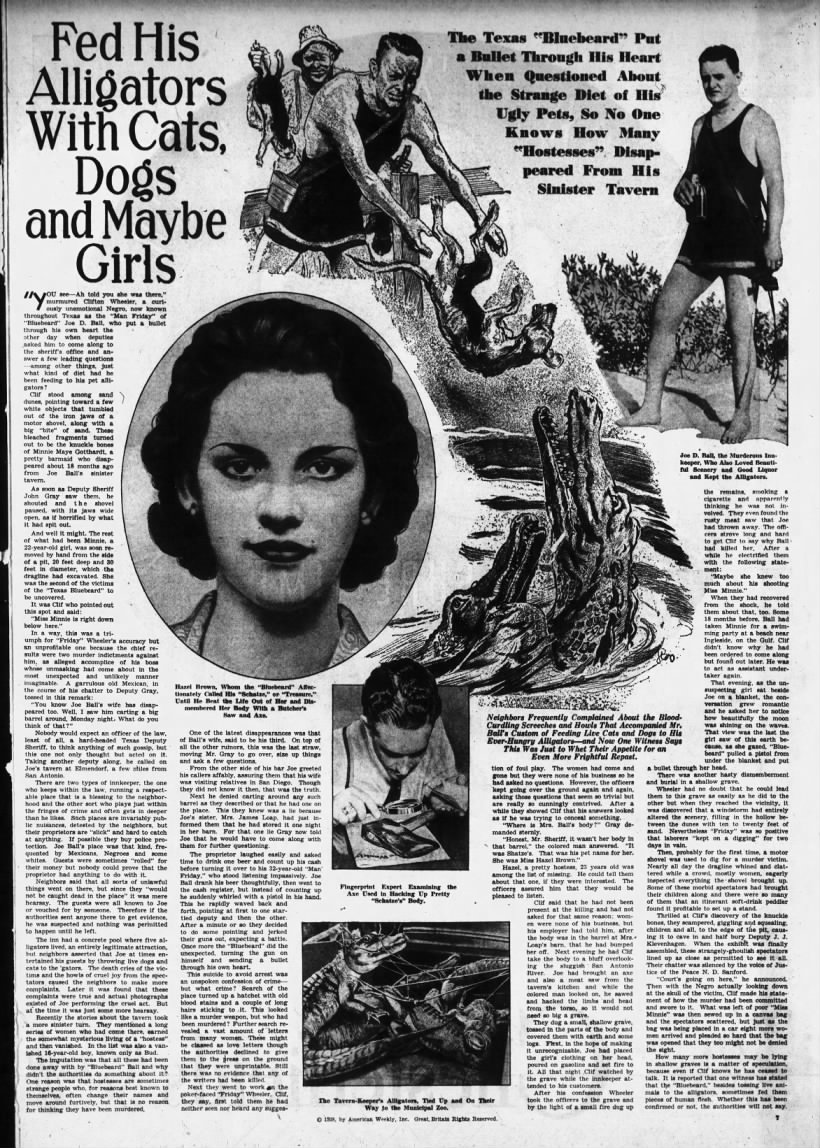 Fed His
Alligators
With Cats,
Dogs
and Maybe
Girls
The Texas "Bluebeard" Put
a Bullet Through His Heart
When Questioned About
the Strange Diet of His
Ugly Pets, So No One
Knows How Many
"Hostesses" Disap-
peared From His
Sinister Tavern
"YOU see—Ah told you she was there,"
murmured Clifton Wheeler, a curi-
ously unemotional Negro, now known
throughout Texas as the "Man Friday" of
"Bluebeard" Joe D. Ball, who put a bullet
through his own heart the
other day when deputies
asked him to come along to
the sheriff's office and an-
swer a few leading questions
—among other things, just
what kind of diet had he
been feeding to his pet alli-
gators?
Clif stood among sand
dunes, pointing toward a few
white objects that tumbled
out of the iron jaws of a
motor shovel, along with a
big "bite" of sand. These
bleached fragments turned
out to be the knuckle bones
of Minnie Maye Gotthardt, a
pretty barmaid who disap-
peared about 18 months ago
from Joe Ball's sinister
tavern.
As soon as Deputy Sheriff
John Gray saw them, he
shouted and the shovel
paused, with its jaws wide
open, as if horrified by what
it had spit out.
And well it might. The rest
of what had been Minnie, a
22-year-old girl, was soon re-
moved by hand from the side
of a pit, 20 feet deep and 30
feet in diameter, which the
dragline had excavated. She
was the second of the victims
of the "Texas Bluebeard" to
be uncovered.
It was Clif who pointed out
this spot and said:
"Miss Minnie is right down
below here."
In a way, this was a tri-
umph for "Friday" Wheeler's accuracy but
an unprofitable one because the chief re-
sults were two murder indictments against
him, as alleged accomplice of his boss
whose unmasking had come about in the
most unexpected and unlikely manner
imaginable. A garrulous old Mexican, in
the course of his chatter to Deputy Gray,
tossed in this remark:
"You know Joe Ball's wife has disap-
peared too. Well, I saw him carting a big
barrel around, Monday night. What do you
think of that?"
Nobody would expect an officer of the law,
least of all, a hard-headed Texas Deputy
Sheriff, to think anything of such gossip, but
this one not only thought but acted on it.
Taking another deputy along, he called on
Joe's tavern at Elmendorf, a few miles from
San Antonio.
There are two types of innkeeper, the one
who keeps within the law, running a respect-
able place that is a blessing to the neighbor-
hood and the other sort who plays just within
the fringes of crime and often gets in deeper
than he likes. Such places are invariably pub-
lic nuisances, detested by the neighbors, but
their proprietors are "slick" and hard to catch
at anything. If possible they buy police pro-
tection. Joe Ball's place was that kind, fre-
quented by Mexicans, Negroes and some
whites. Guests were sometimes "rolled" for
their money but nobody could prove that the
proprietor had anything to do with it.
Neighbors said that all sorts of unlawful
things went on there, but since they "would
not be caught dead in the place" it was mere
hearsay. The guests were all known to Joe
or vouched for by someone. Therefore if the
authorities sent anyone there to get evidence,
he was suspected and nothing was permitted
to happen until he left.
The inn had a concrete pool where five al-
ligators lived, an entirely legitimate attraction,
but neighbors asserted that Joe at times en-
tertained his guests by throwing live dogs and
cats to the 'gators. The death cries of the vic-
tims and the howls of cruel joy from the spec-
tators caused the neighbors to make more
complaints. Later it was found that these
complaints were true and actual photographs
existed of Joe performing the cruel act. But
at the time it was just some more hearsay.
Recently the stories about the tavern took
a more sinister turn. They mentioned a long
series of women who had come there, earned
the somewhat mysterious living of a "hostess"
and then vanished. In the list was also a van-
ished 16-year-old boy, known only as Bud.
The imputation was that all these had been
done away with by "Bluebeard" Ball and why
didn't the authorities do something about it?
One reason was that hostesses are sometimes
strange people who, for reasons best known to
themselves, often change their names and
move around furtively, but that is no reason
for thinking they have been murdered.
Hazel Brown, Whom the "Bluebeard" Affec-
tionately Called His "Schatze," or "Treasure,"
Until He Beat the Life Out of Her and Dis-
membered Her Body With a Butcher's
Saw and Axe.
One of the latest disappearances was that
of Ball's wife, said to be his third. On top of
all the other rumors, this was the last straw,
moving Mr. Gray to go over, size up things
and ask a few questions.
From the other side of his bar Joe greeted
his callers affably, assuring them that his wife
was visiting relatives in San Diego. Though
they did not know it then, that was the truth.
Next he denied carting around any such
barrel as they described or that he had one on
the place. This they knew was a lie because
Joe's sister, Mrs. James Loap, had just in-
formed them that he had stored it one night
in her barn. For that one lie Gray now told
Joe that he would have to come along with
them for further questioning.
The proprietor laughed easily and asked
time to drink one beer and count up his cash
before turning it over to his 32-year-old "Man
Friday," who stood listening impassively. Joe
Ball drank his beer thoughtfully, then went to
the cash register, but instead of counting up
he suddenly whirled with a pistol in his hand.
This he rapidly waved back and
forth, pointing at first to one star-
tled deputy and then the other.
After a minute or so they decided
to do some pointing and jerked
their guns out, expecting a battle.
Once more the "Bluebeard" did the
unexpected, turning the gun on
himself and sending a bullet
through his own heart.
This suicide to avoid arrest was
an unspoken confession of crime—
but what crime? Search of the
place turned up a hatchet with old
blood stains and a couple of long
hairs sticking to it. This looked
like a murder weapon, but who had
been murdered? Further search re-
vealed a vast amount of letters
from many women. These might
be classed as love letters though
the authorities declined to give
them to the press on the ground
that they were unprintable. Still
there was no evidence that any of
the writers had been killed.
Next they went to work on the
poker-faced "Friday" Wheeler. Clif,
they say, first told them he had
neither seen nor heard any sugges-
Fingerprint Expert Examining the
Axe Used in Hacking Up Pretty
"Schatze's" Body.
The Tavern-Keeper's Alligators, Tied Up and On Their
Way to the Municipal Zoo.
Neighbors Frequently Complained About the Blood-
Curdling Screeches and Howls That Accompanied Mr.
Ball's Custom of Feeding Live Cats and Dogs to His
Ever-Hungry Alligators—and Now One Witness Says
This Was Just to Whet Their Appetite for an
Even More Frightful Repast.
tion of foul play. The women had come and
gone but they were none of his business so he
had asked no questions. However, the officers
kept going over the ground again and again,
asking those questions that seem so trivial but
are really so cunningly contrived. After a
while they showed Clif that his answers looked
as if he was trying to conceal something.
"Where is Mrs. Ball's body?" Gray de-
manded sternly.
"Honest, Mr. Sheriff, it wasn't her body in
that barrel," the colored man answered. "It
was Shatze's. That was his pet name for her.
She was Miss Hazel Brown."
Hazel, a pretty hostess, 23 years old was
among the list of missing. He could tell them
about that one, if they were interested. The
officers assured him that they would be
pleased to listen.
Clif said that he had not been
present at the killing and had not
asked for that same reason; wom-
en were none of his business, but
his employer had told him, after
the body was in the barrel at Mrs.
Loap's barn, that he had bumped
her off. Next evening he had Clif
take the body to a bluff overlook-
ing the sluggish San Antonio
River. Joe had brought an axe
and also a meat saw from the
tavern's kitchen and while the
colored man looked on, he sawed
and hacked the limbs and head
from the torso, so it would not
need so big a grave.
They dug a small, shallow grave,
tossed in the parts of the body and
covered them with earth and some
logs. First, in the hope of making
it unrecognisable, Joe had placed
the girl's clothing on her head,
poured on gasoline and set fire to
it. All that night Clif watched by
the grave while the innkeeper at-
tended to his customers.
After his confession Wheeler
took the officers to the grave and
by the light of a small fire dug up
Joe D. Ball, the Murderous Inn-
keeper, Who Also Loved Beauti-
ful Scenery and Good Liquor
and Kept the Alligators.
the remains, smoking a
cigarette and apparently
thinking he was not in-
volved. They even found the
rusty meat saw that Joe
had thrown away. The offi-
cers strove long and hard
to get Clif to say why Ball
had killed her. After a
while he electrified them
with the following state-
ment:
"Maybe she knew too
much about his shooting
Miss Minnie."
When they had recovered
from the shock, he told
them about that, too. Some
18 months before, Ball had
taken Minnie for a swim-
ming party at a beach near
Ingleside, on the Gulf. Clif
didn't know why he had
been ordered to come along
but found out later. He was
to act as assistant under-
taker again.
That evening, as the un-
suspecting girl sat beside
Joe on a blanket, the con-
versation grew romantic
and he asked her to notice
how beautifully the moon
was shining on the waves.
That view was the last the
girl saw of this earth be-
cause, as she gazed, "Blue-
beard" pulled a pistol from
under the blanket and put
a bullet through her head.
There was another hasty dismemberment
and burial in a shallow grave.
Wheeler had no doubt that he could lead
them to this grave as easily as he did to the
other but when they reached the vicinity, it
was discovered that a windstorm had entirely
altered the scenery, filling in the hollow be-
tween the dunes with ten to twenty feet of
sand. Nevertheless "Friday" was so positive
that laborers "kept on a digging" for two
days in vain.
Then, probably for the first time, a motor
shovel was used to dig for a murder victim.
Nearly all day the dragline whined and clat-
tered while a crowd, mostly women, eagerly
inspected everything the shovel brought up.
Some of these morbid spectators had brought
their children along and there were so many
of them that an itinerant soft-drink peddler
found it profitable to set up a stand.
Thrilled at Clif's discovery of the knuckle
bones, they scampered, giggling and squealing,
children and all, to the edge of the pit, caus-
ing it to cave in and half bury Deputy J. J.
Klevenhagen. When the exhibit was finally
assembled, these strangely-ghoulish spectators
lined up as close as permitted to see it all.
Their chatter was silenced by the voice of Jus-
tice of the Peace N. D. Sanford.
"Court's going on here," he announced.
Then with the Negro actually looking down
at the skull of the victim, Clif made his state-
ment of how the murder had been committed
and swore to it. What was left of poor "Miss
Minnie" was then sewed up in a canvas bag
and the spectators scattered, but just as the
bag was being placed in a car eight more wo-
men arrived and pleaded so hard that the bag
was opened that they too might not be denied
the sight.
How many more hostesses may be lying
in shallow graves is a matter of speculation,
because even if Clif knows he has ceased to
talk. It is reported that one witness has stated
that the "Bluebeard," besides tossing live ani-
mals to the alligators, sometimes fed them
pieces of human flesh. Whether this has been
confirmed or not, the authorities will not say.
© 1938, by American Weekly, Inc. Great Britain Rights Reserved.
7